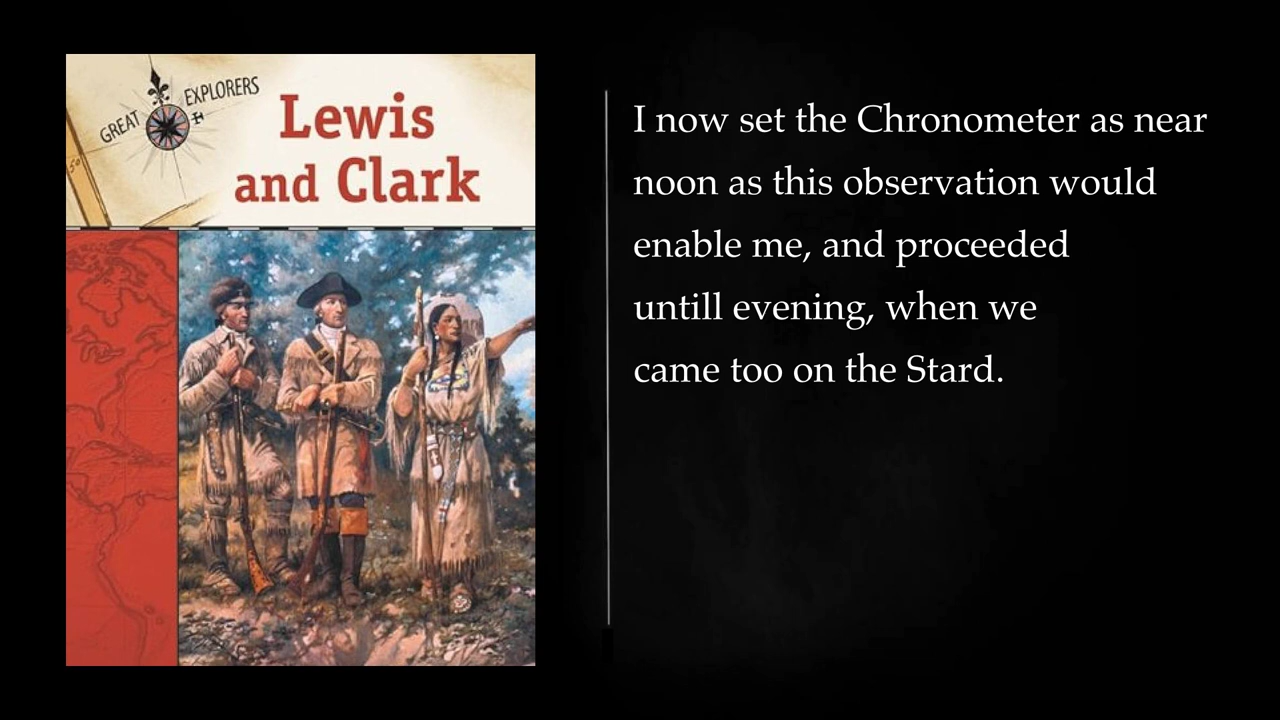 GREAT EXPLORERS
Lewis
and Clark
I now set the Chronometer as near
noon as this observation would
enable me, and proceeded
untill evening, when we
came too on the Stard.